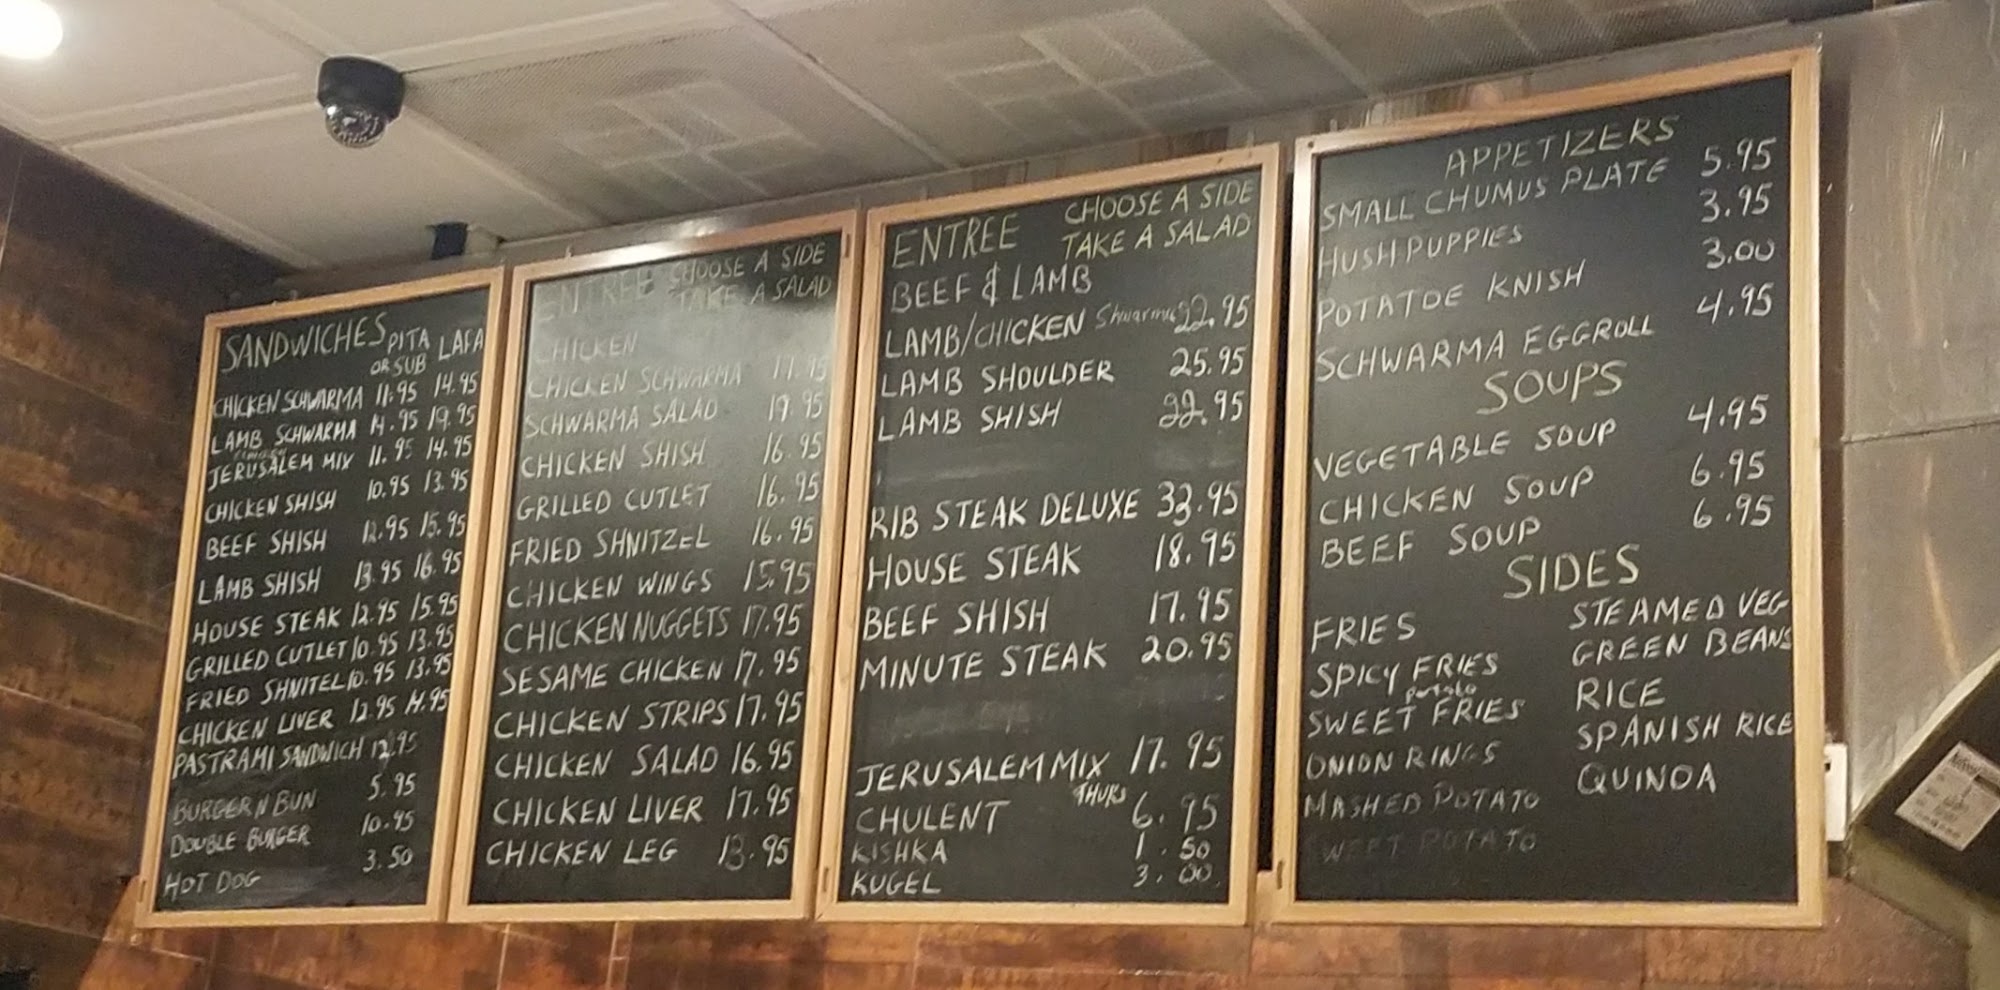 SANDWICHES PITA OR SUB LAFA
CHICKEN SCHWARMA 11.95 14.95
LAMB SCHWARMA 14.95 19.95
JERUSALEM MIX 11.95 14.95
CHICKEN SHISH 10.95 13.95
BEEF SHISH 12.95 15.95
LAMB SHISH 13.95 16.95
HOUSE STEAK 12.95 15.95
GRILLED CUTLET 10.95 13.95
FRIED SHNITEL 10.95 13.95
CHICKEN LIVER 12.95 14.95
PASTRAMI SANDWICH 12.95
BURGER N BUN 5.95
DOUBLE BURGER 10.95
HOT DOG 3.50
ENTREE CHOOSE A SIDE
TAKE A SALAD
CHICKEN
CHICKEN SCHWARMA 17.95
SCHWARMA SALAD 19.95
CHICKEN SHISH 16.95
GRILLED CUTLET 16.95
FRIED SHNITZEL 16.95
CHICKEN WINGS 15.95
CHICKEN NUGGETS 17.95
SESAME CHICKEN 17.95
CHICKEN STRIPS 17.95
CHICKEN SALAD 16.95
CHICKEN LIVER 17.95
CHICKEN LEG 13.95
ENTREE CHOOSE A SIDE
TAKE A SALAD
BEEF & LAMB
LAMB/CHICKEN Shwarma 22.95
LAMB SHOULDER 25.95
LAMB SHISH 22.95
RIB STEAK DELUXE 33.95
HOUSE STEAK 18.95
BEEF SHISH 17.95
MINUTE STEAK 20.95
JERUSALEM MIX 17.95
CHULENT THURS 6.95
KISHKA 1.50
KUGEL 3.00
APPETIZERS
SMALL CHUMUS PLATE 5.95
HUSHPUPPIES 3.95
POTATOE KNISH 3.00
SCHWARMA EGGROLL 4.95
SOUPS
VEGETABLE SOUP 4.95
CHICKEN SOUP 6.95
BEEF SOUP 6.95
SIDES
FRIES
SPICY FRIES
SWEET potato FRIES
ONION RINGS
MASHED POTATO
SWEET POTATO
STEAMED VEG
GREEN BEANS
RICE
SPANISH RICE
QUINOA